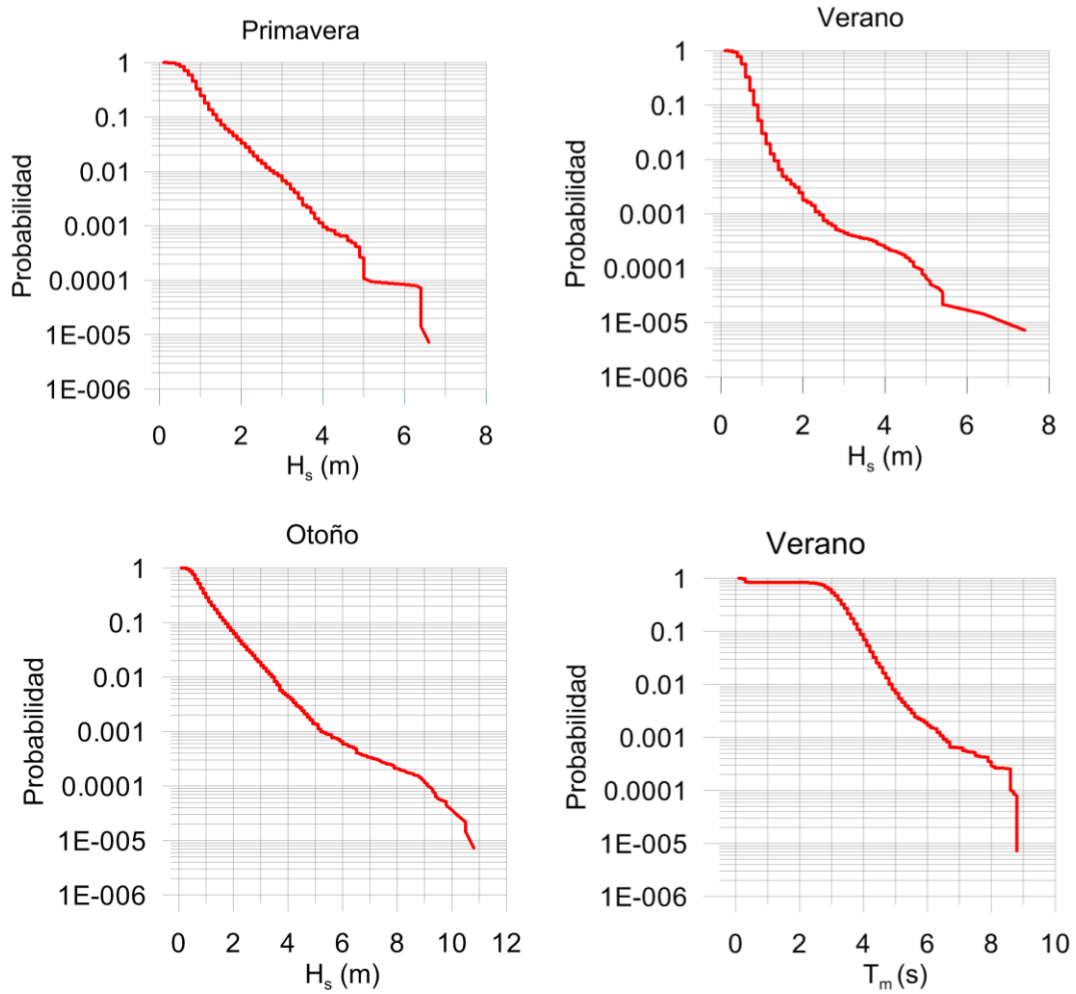 Primavera
1
0.1
0.01
0.001
0.0001
1E-005
1E-006
Probabilidad
0 2 4 6 8
Hs (m)
Verano
1
0.1
0.01
0.001
0.0001
1E-005
1E-006
Probabilidad
0 2 4 6 8
Hs (m)
Otoño
1
0.1
0.01
0.001
0.0001
1E-005
1E-006
Probabilidad
0 2 4 6 8 10 12
Hs (m)
Verano
1
0.1
0.01
0.001
0.0001
1E-005
1E-006
Probabilidad
0 2 4 6 8 10
Tm (s)